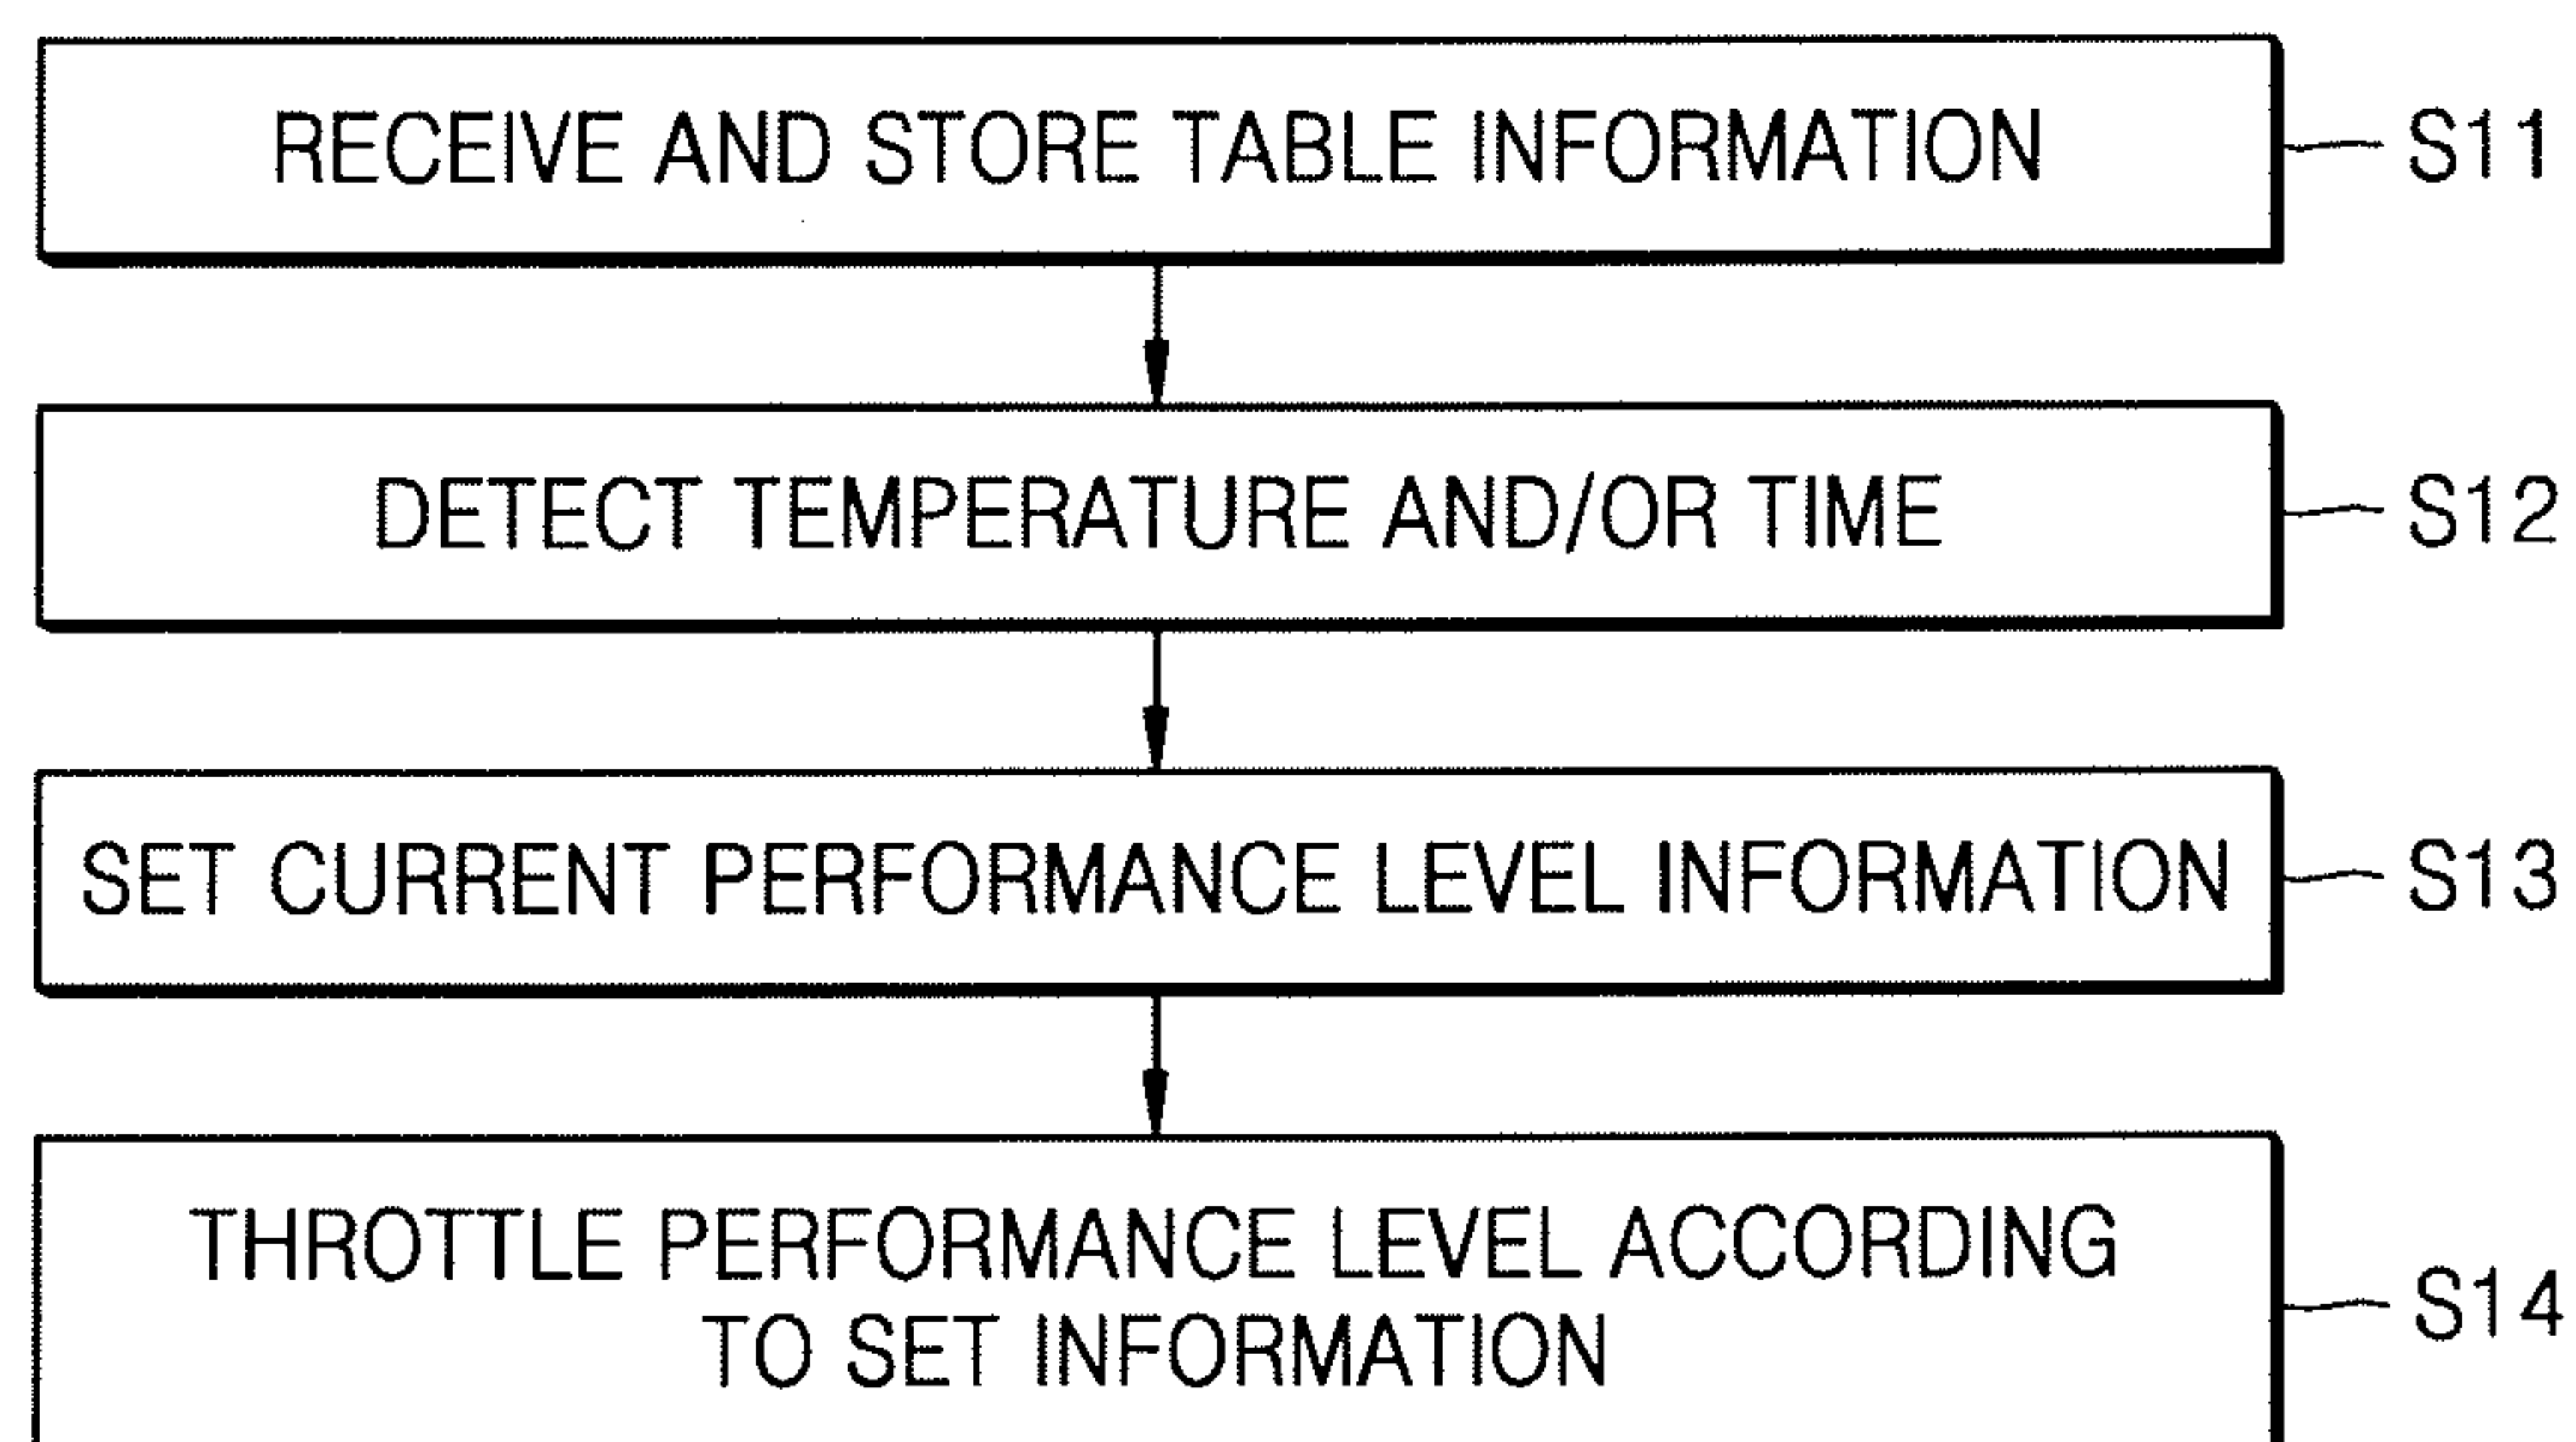 RECEIVE AND STORE TABLE INFORMATION S11
DETECT TEMPERATURE AND/OR TIME S12
SET CURRENT PERFORMANCE LEVEL INFORMATION S13
THROTTLE PERFORMANCE LEVEL ACCORDING
TO SET INFORMATION
S14